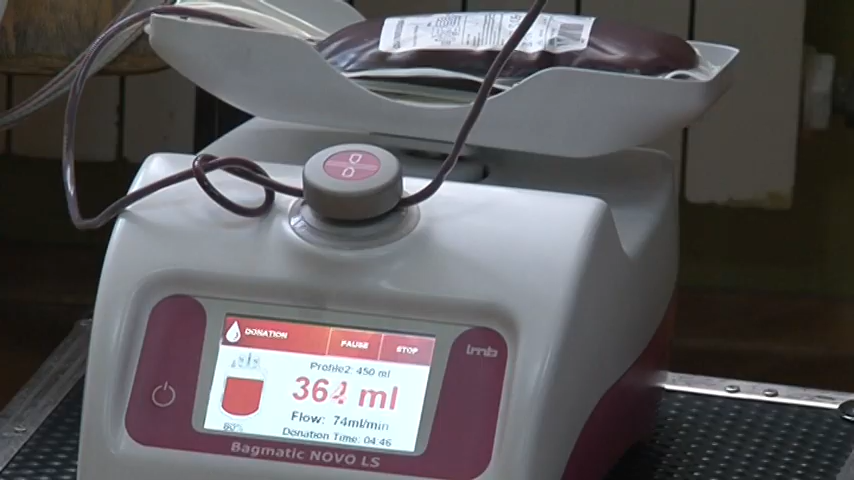 DONATION
PAUSE
STOP
Profile2: 450 ml
364 ml
Flow: 74ml/min
Donation Time: 04:46
80%
lmb
Bagmatic NOVO LS